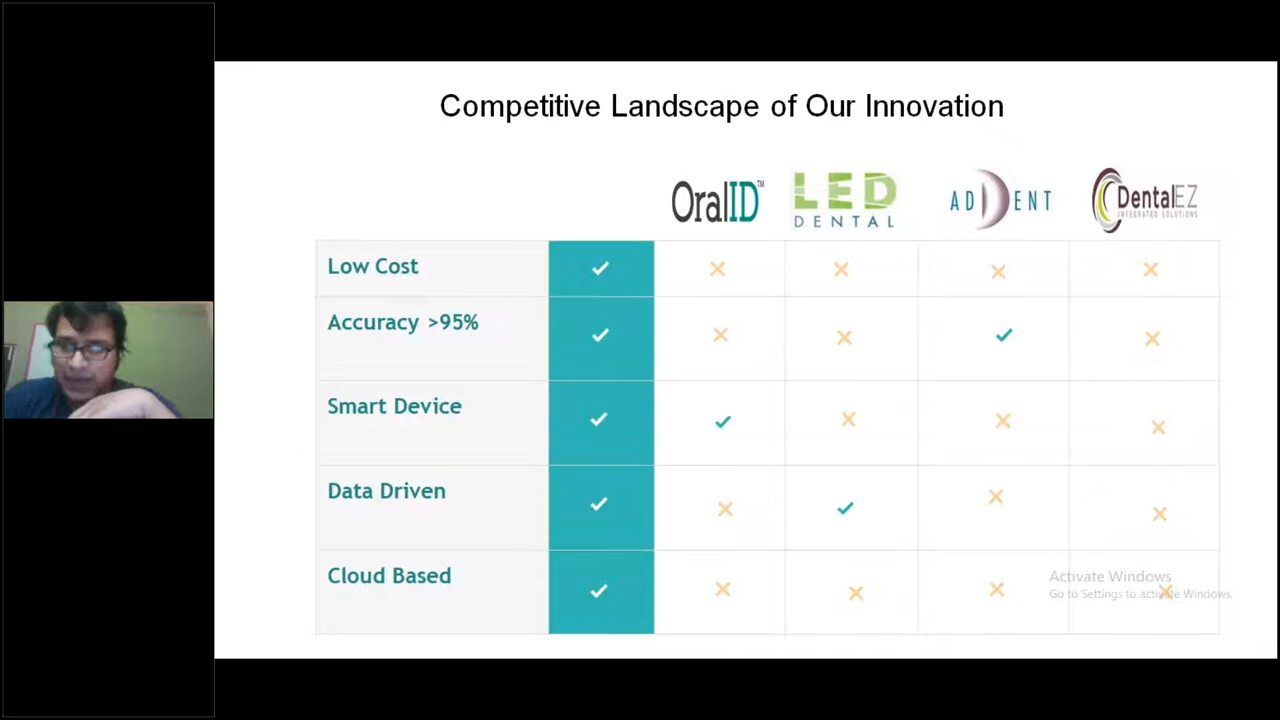 Competitive Landscape of Our Innovation
OralID™
LED
DENTAL
ADDENT
DentalEZ
INTEGRATED SOLUTIONS
Low Cost
Accuracy >95%
Smart Device
Data Driven
Cloud Based
Activate Windows
Go to Settings to activate Windows.